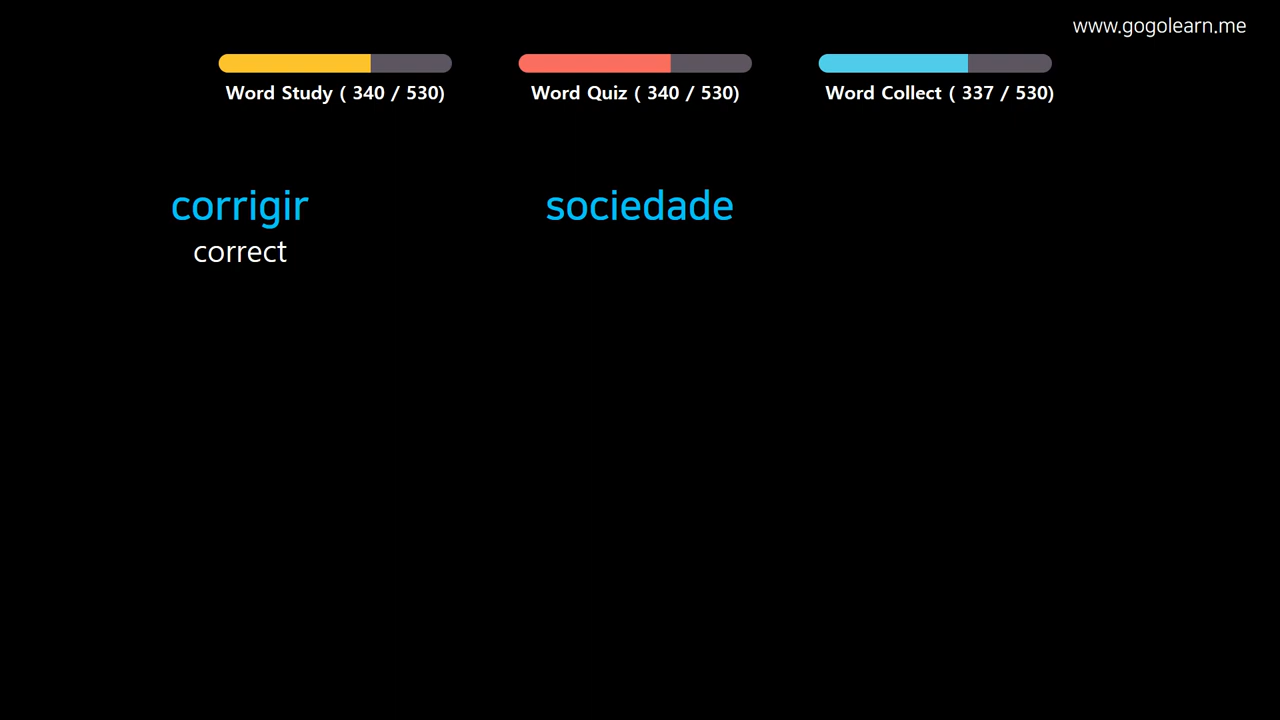 www.gogolearn.me
Word Study ( 340 / 530)
Word Quiz ( 340 / 530)
Word Collect ( 337 / 530)
corrigir
correct
sociedade